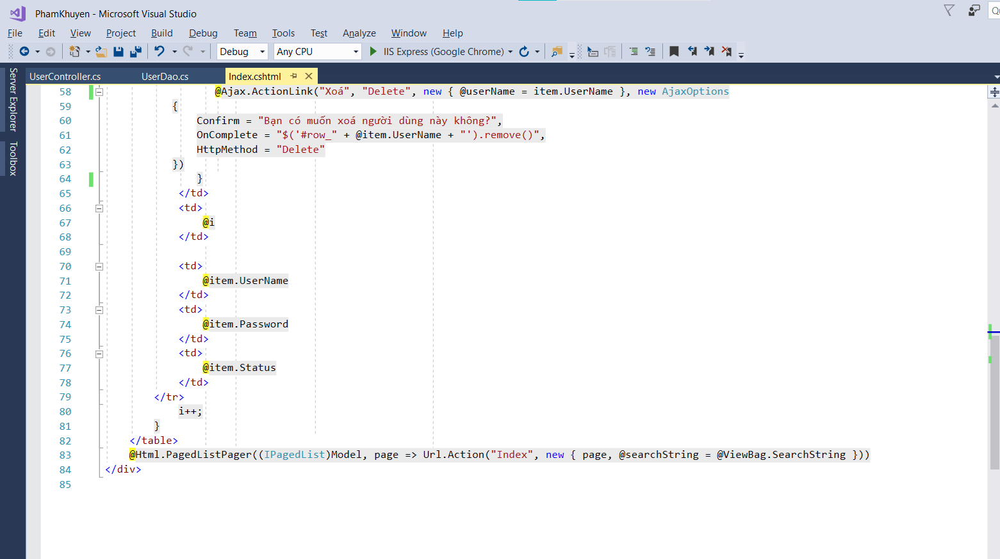 PhamKhuyen - Microsoft Visual Studio
File Edit View Project Build Debug Team Tools Test Analyze Window Help
Debug Any CPU IIS Express (Google Chrome)
Server Explorer
Toolbox
UserController.cs UserDao.cs Index.cshtml
58 @Ajax.ActionLink("Xoá", "Delete", new { @userName = item.UserName }, new AjaxOptions
59 {
60 Confirm = "Bạn có muốn xoá người dùng này không?",
61 OnComplete = "$('#row_" + @item.UserName + "').remove()",
62 HttpMethod = "Delete"
63 })
64 }
65 </td>
66 <td>
67 @i
68 </td>
69
70 <td>
71 @item.UserName
72 </td>
73 <td>
74 @item.Password
75 </td>
76 <td>
77 @item.Status
78 </td>
79 </tr>
80 i++;
81 }
82 </table>
83 @Html.PagedListPager((IPagedList)Model, page => Url.Action("Index", new { page, @searchString = @ViewBag.SearchString }))
84 </div>
85